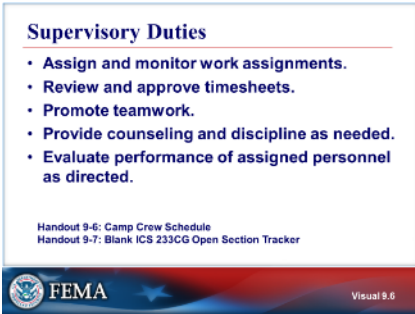 Supervisory Duties
• Assign and monitor work assignments.
• Review and approve timesheets.
• Promote teamwork.
• Provide counseling and discipline as needed.
• Evaluate performance of assigned personnel
as directed.
Handout 9-6: Camp Crew Schedule
Handout 9-7: Blank ICS 233CG Open Section Tracker
FEMA
Visual 9.6